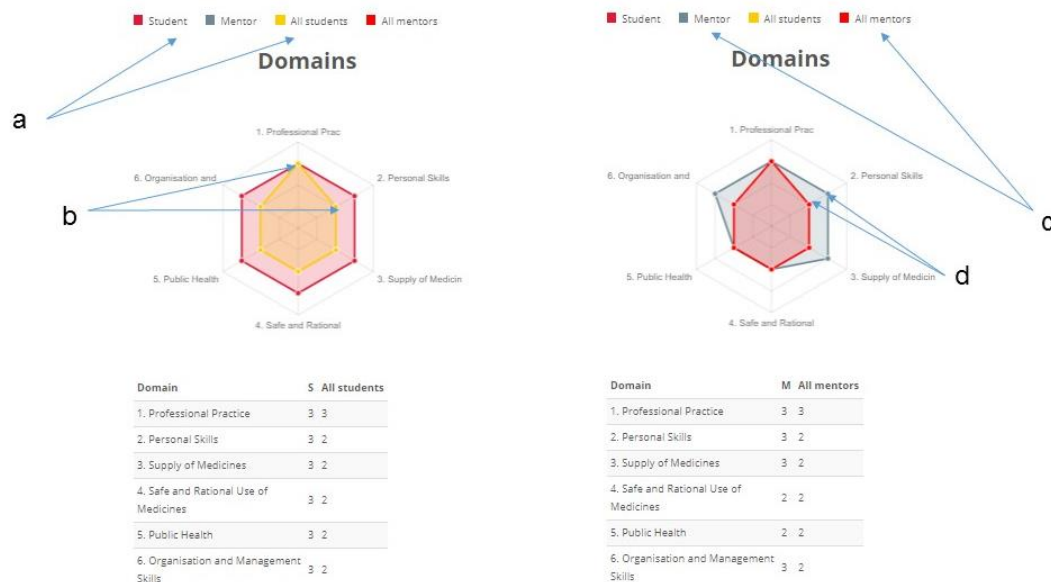 Student Mentor All students All mentors
Domains
a
b
1. Professional Prac
2. Personal Skills
3. Supply of Medicin
4. Safe and Rational
5. Public Health
6. Organisation and
Domain S All students
1. Professional Practice 3 3
2. Personal Skills 3 2
3. Supply of Medicines 3 2
4. Safe and Rational Use of
Medicines 3 2
5. Public Health 3 2
6. Organisation and Management
Skills 3 2
Student Mentor All students All mentors
Domains
c
d
1. Professional Prac
2. Personal Skills
3. Supply of Medicin
4. Safe and Rational
5. Public Health
6. Organisation and
Domain M All mentors
1. Professional Practice 3 3
2. Personal Skills 3 2
3. Supply of Medicines 3 2
4. Safe and Rational Use of
Medicines 2 2
5. Public Health 2 2
6. Organisation and Management
Skills 3 2